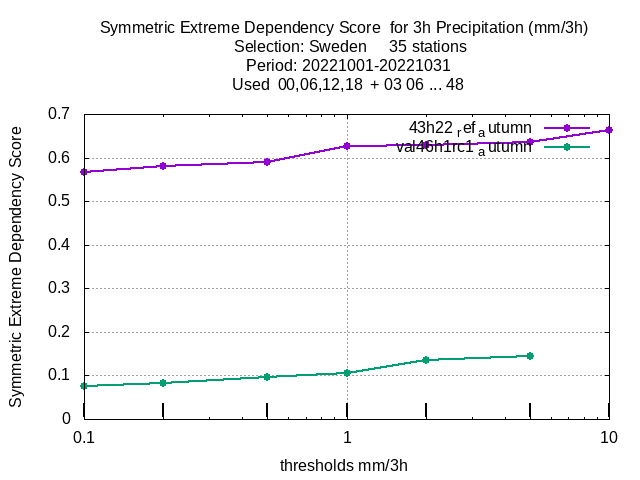 Symmetric Extreme Dependency Score for 3h Precipitation (mm/3h)
Selection: Sweden 35 stations
Period: 20221001-20221031
Used 00,06,12,18 + 03 06 ... 48
Symmetric Extreme Dependency Score
0.7
0.6
0.5
0.4
0.3
0.2
0.1
0
43h22_ref_autumn
val46h1rc1_autumn
0.1
1
10
thresholds mm/3h